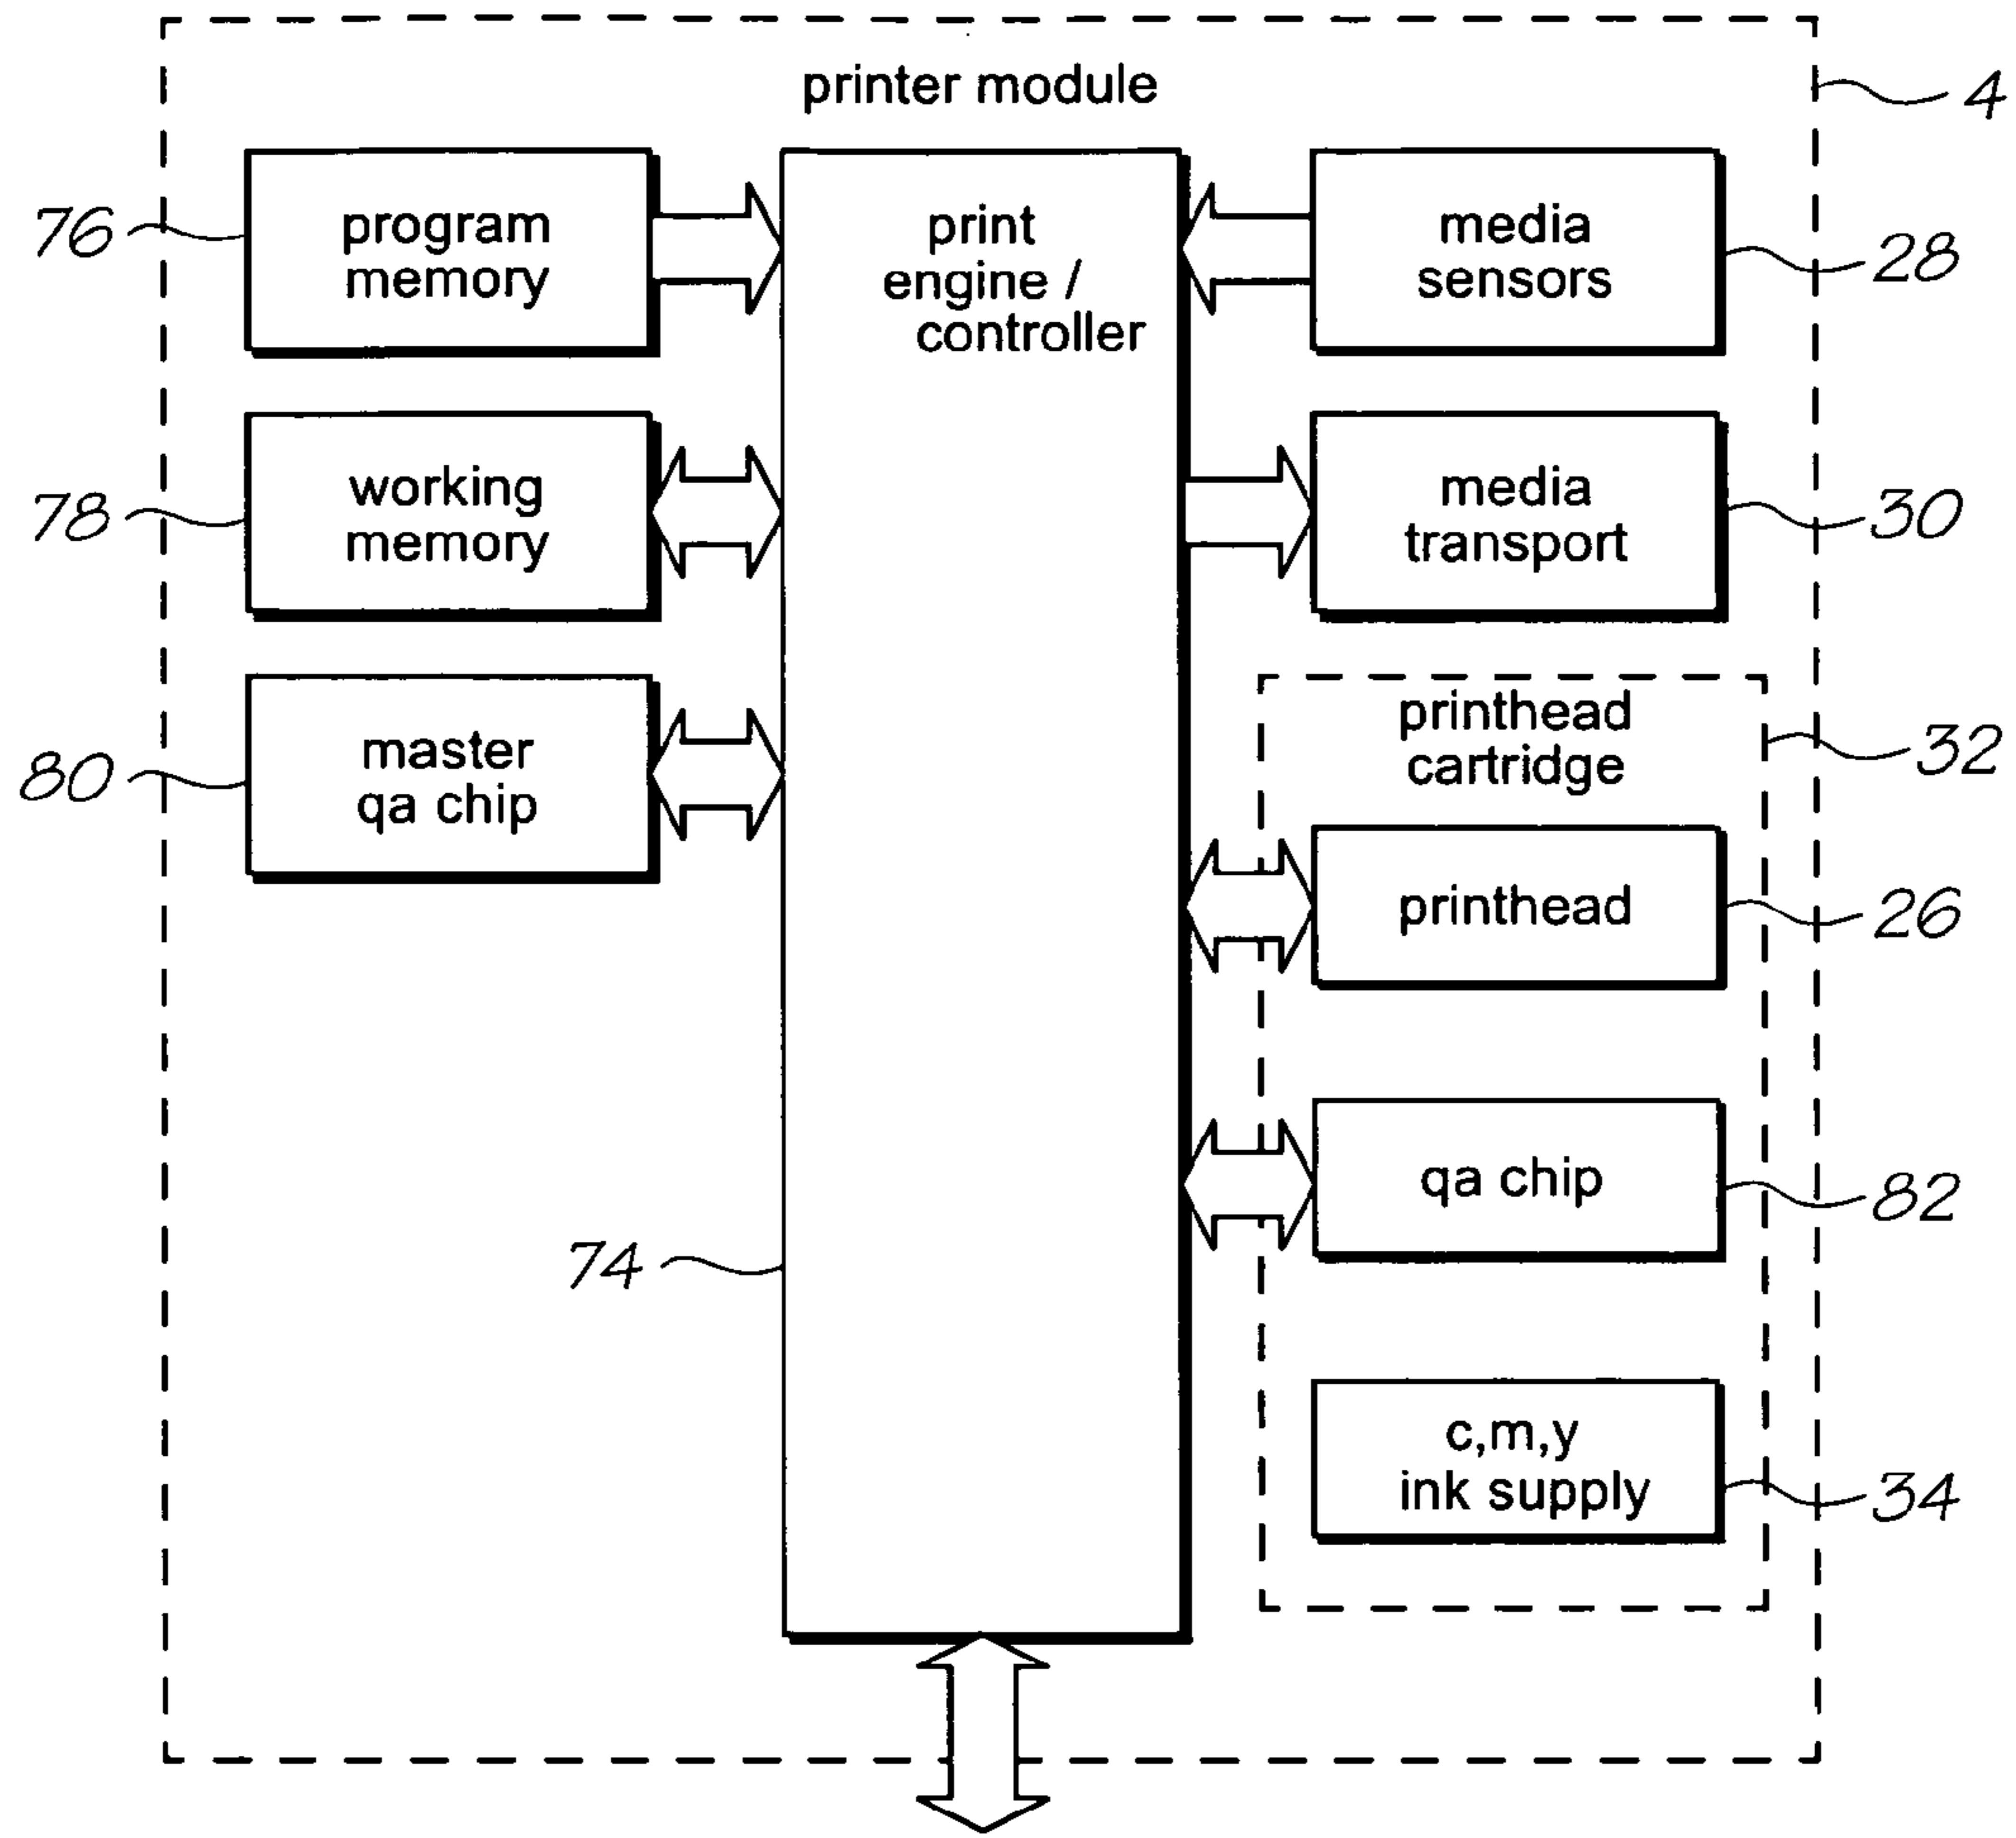 printer module
4
76
program
memory
print
engine /
controller
media
sensors
28
78
working
memory
media
transport
30
80
master
qa chip
printhead
cartridge
32
printhead
26
qa chip
82
74
c,m,y
ink supply
34